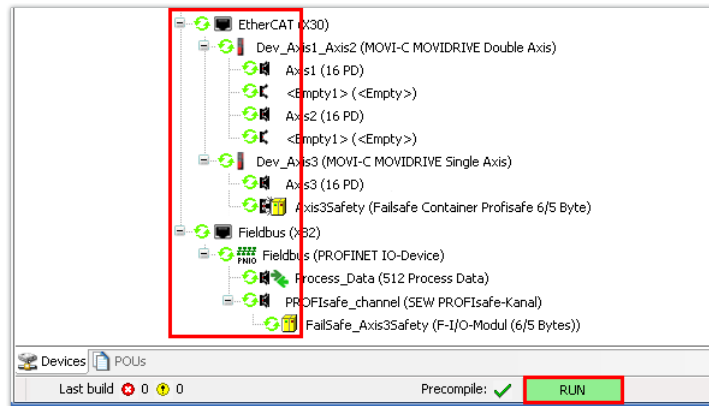 EtherCAT (X30)
Dev_Axis1_Axis2 (MOVI-C MOVIDRIVE Double Axis)
Axis1 (16 PD)
<Empty1> (<Empty>)
Axis2 (16 PD)
<Empty1> (<Empty>)
Dev_Axis3 (MOVI-C MOVIDRIVE Single Axis)
Axis3 (16 PD)
Axis3Safety (Failsafe Container Profisafe 6/5 Byte)
Fieldbus (X82)
PNIO Fieldbus (PROFINET IO-Device)
Process_Data (512 Process Data)
PROFIsafe_channel (SEW PROFIsafe-Kanal)
FailSafe_Axis3Safety (F-I/O-Modul (6/5 Bytes))
Devices POUs
Last build 0 0 Precompile: RUN